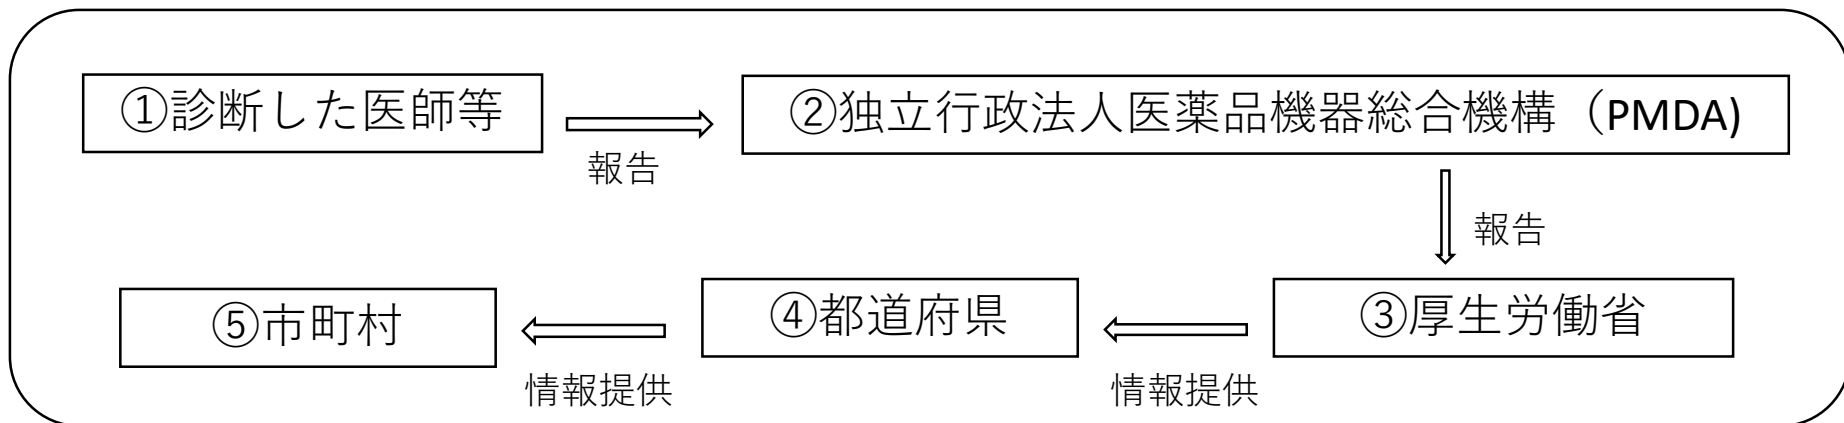 ①診断した医師等
報告
②独立行政法人医薬品機器総合機構（PMDA)
報告
③厚生労働省
情報提供
④都道府県
情報提供
⑤市町村